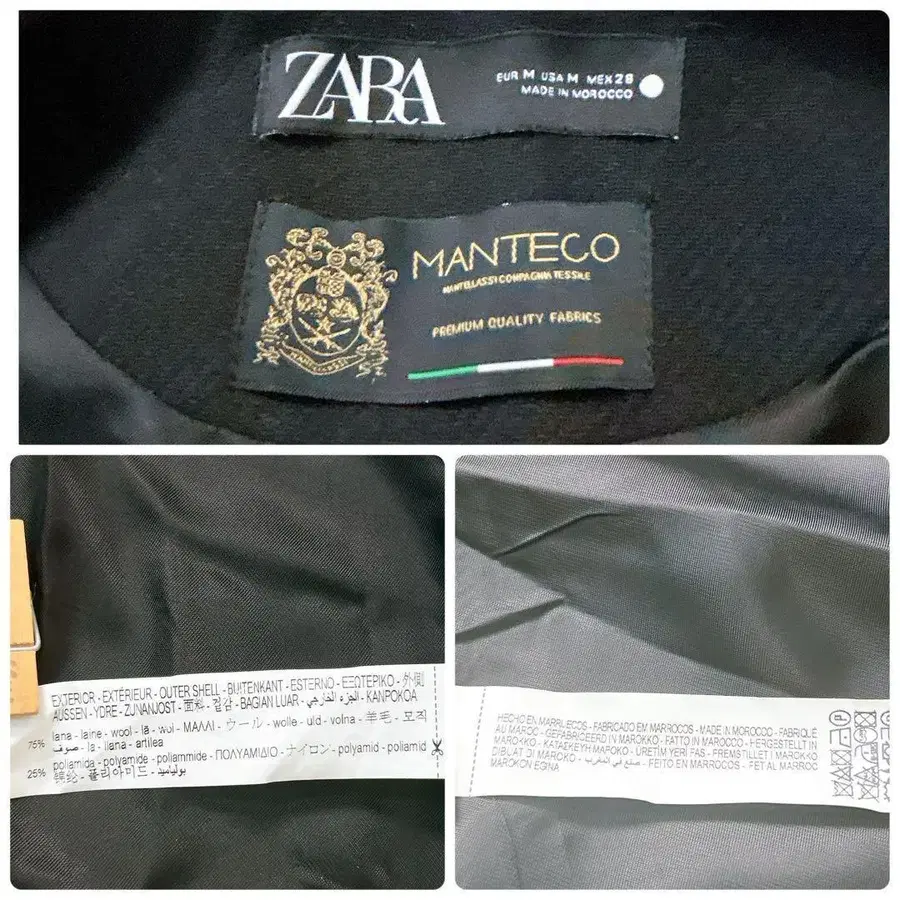 ZARA
EUR M USA M MEX 28
MADE IN MOROCCO
MANTECO
MANTELLASSI COMPAGNIA TESSILE
PREMIUM QUALITY FABRICS
MANTELLASSI
EXTERIOR - EXTÉRIEUR - OUTER SHELL - BUITENKANT - ESTERNO - ΕΞΩΤΕΡΙΚΟ - 外側
AUSSEN - YDRE - ZUNANJOST - 面料 - 겉감 - BAGIAN LUAR - الجزء الخارجي - KANPOKOA
75% lana - laine - wool - lã - wol - ΜΑΛΛΙ - ウール - wolle - uld - volna - 羊毛 - 모직
- صوف - la - llana - artilea
25% poliamida - polyamide - poliammide - ΠΟΛΥΑΜΙΔΙΟ - ナイロン - polyamid - poliamid
锦纶 - 폴리아미드 - بولياميد
HECHO EN MARRUECOS - FABRICADO EM MARROCOS - MADE IN MOROCCO - FABRIQUÉ
AU MAROC - GEFABRICEERD IN MAROKKO - FATTO IN MAROCCO - HERGESTELLT IN
MAROKKO - ΚΑΤΑΣΚΕΥΗ ΜΑΡΟΚΟ - ÜRETİM YERİ FAS - FREMSTILLET I MAROKKO
DIBUAT DI MAROKO - صنع في المغرب - FEITO EN MARROCOS - FET AL MARROC
MAROKON EGINA